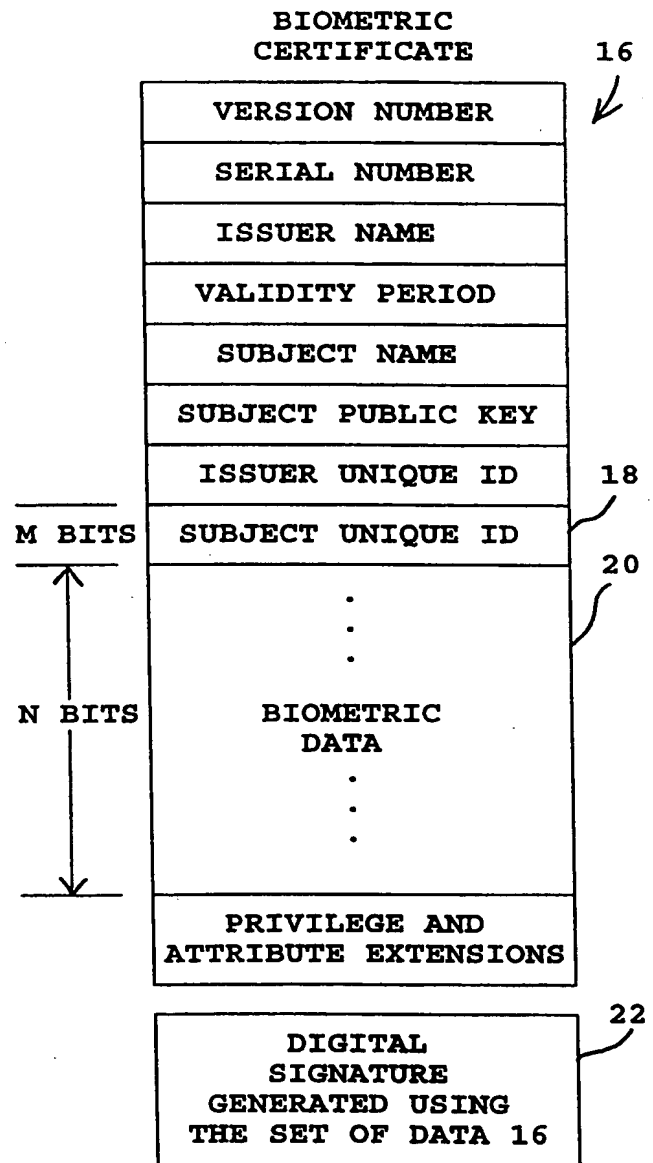 BIOMETRIC
CERTIFICATE
16
VERSION NUMBER
SERIAL NUMBER
ISSUER NAME
VALIDITY PERIOD
SUBJECT NAME
SUBJECT PUBLIC KEY
ISSUER UNIQUE ID
18
M BITS
SUBJECT UNIQUE ID
20
N BITS
BIOMETRIC
DATA
PRIVILEGE AND
ATTRIBUTE EXTENSIONS
22
DIGITAL
SIGNATURE
GENERATED USING
THE SET OF DATA 16